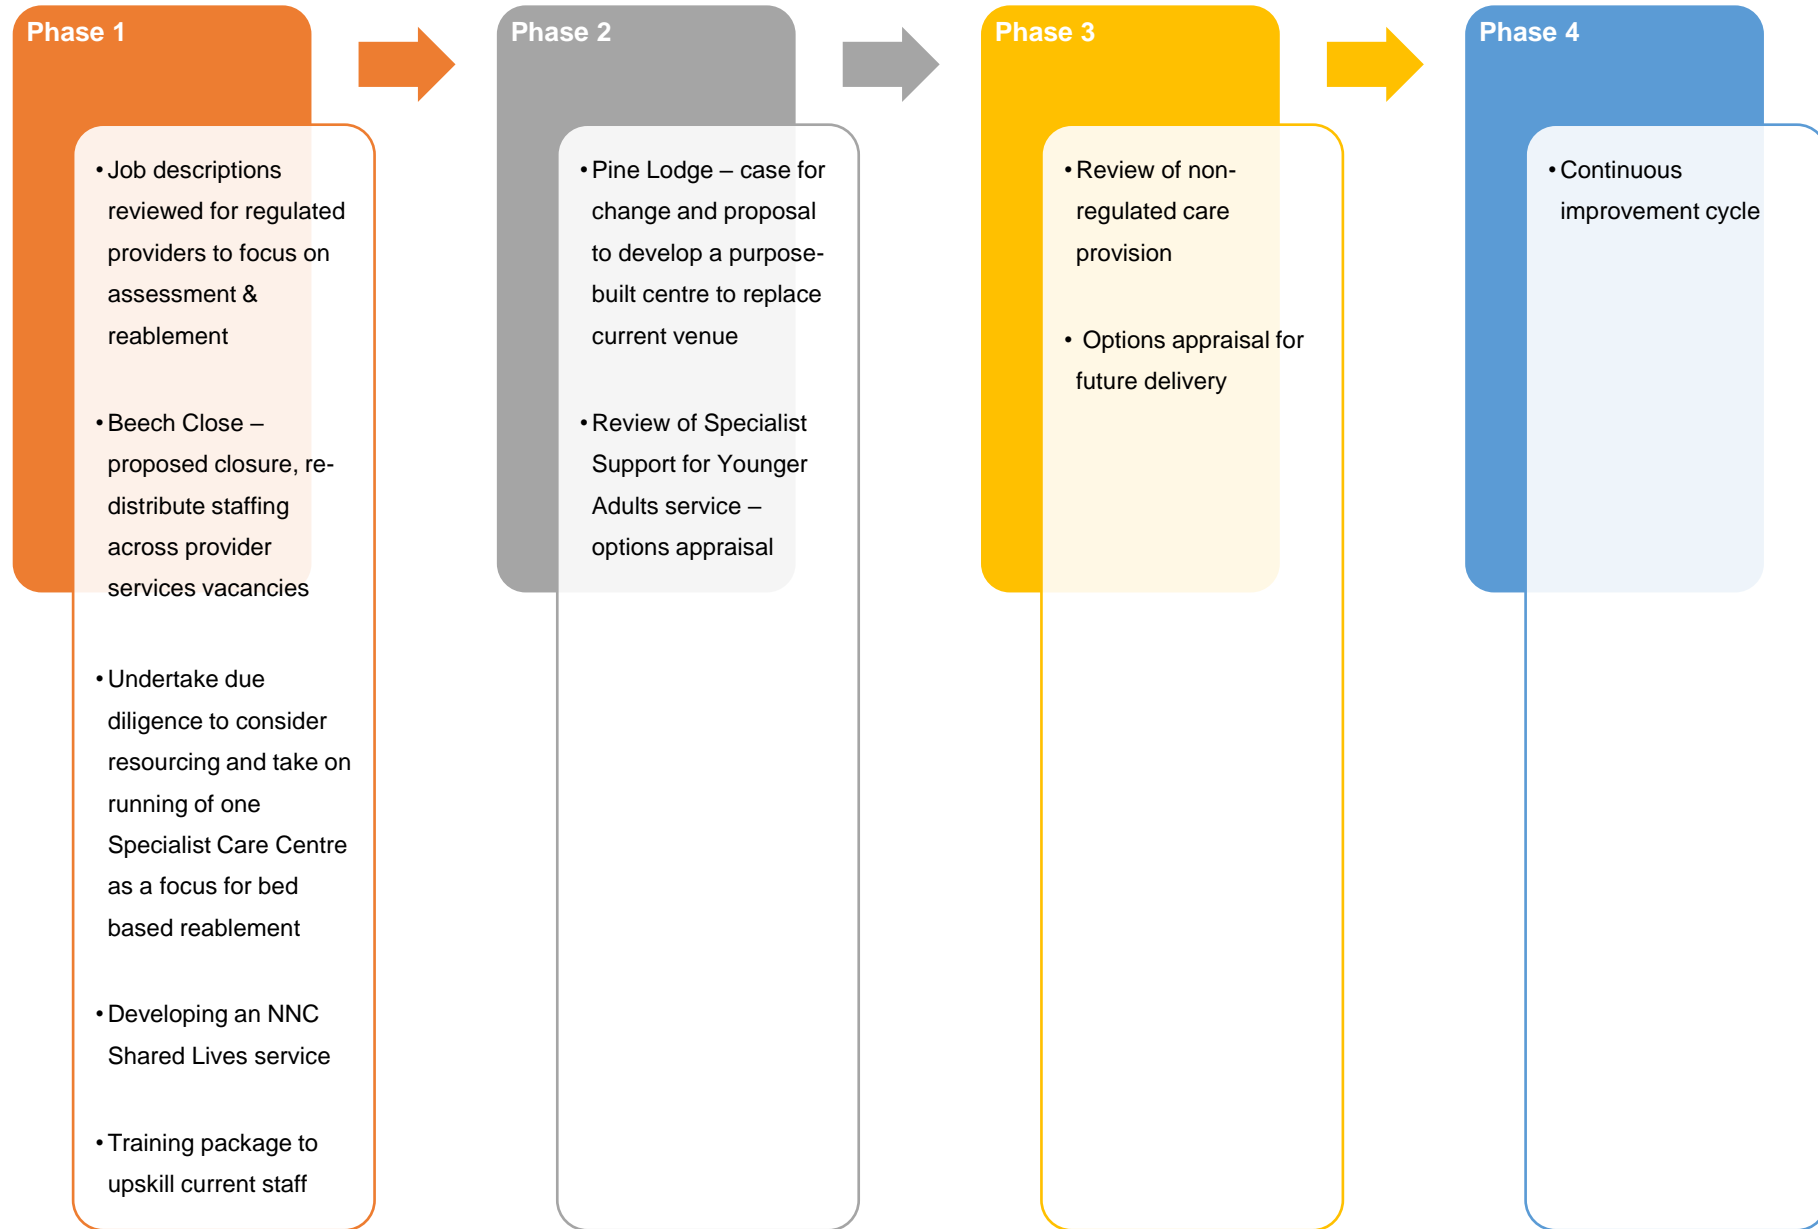 Phase 1
• Job descriptions
reviewed for regulated
providers to focus on
assessment &
reablement
• Beech Close –
proposed closure, re-
distribute staffing
across provider
services vacancies
• Undertake due
diligence to consider
resourcing and take on
running of one
Specialist Care Centre
as a focus for bed
based reablement
• Developing an NNC
Shared Lives service
• Training package to
upskill current staff
Phase 2
• Pine Lodge – case for
change and proposal
to develop a purpose-
built centre to replace
current venue
• Review of Specialist
Support for Younger
Adults service –
options appraisal
Phase 3
• Review of non-
regulated care
provision
• Options appraisal for
future delivery
Phase 4
• Continuous
improvement cycle